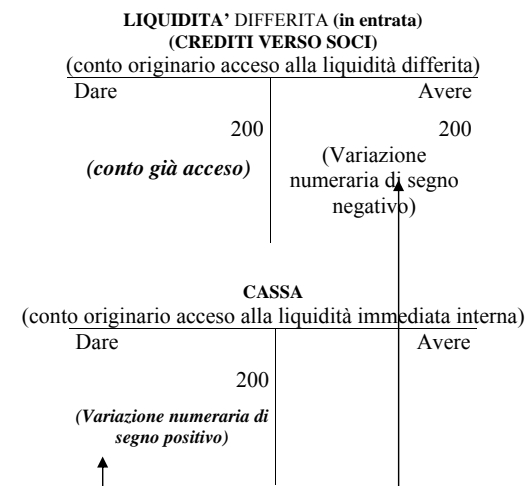 LIQUIDITA’ DIFFERITA (in entrata)
(CREDITI VERSO SOCI)
(conto originario acceso alla liquidità differita)
Dare Avere
200 200
(conto già acceso)
(Variazione
numeraria di segno
negativo)
CASSA
(conto originario acceso alla liquidità immediata interna)
Dare Avere
200
(Variazione numeraria di
segno positivo)